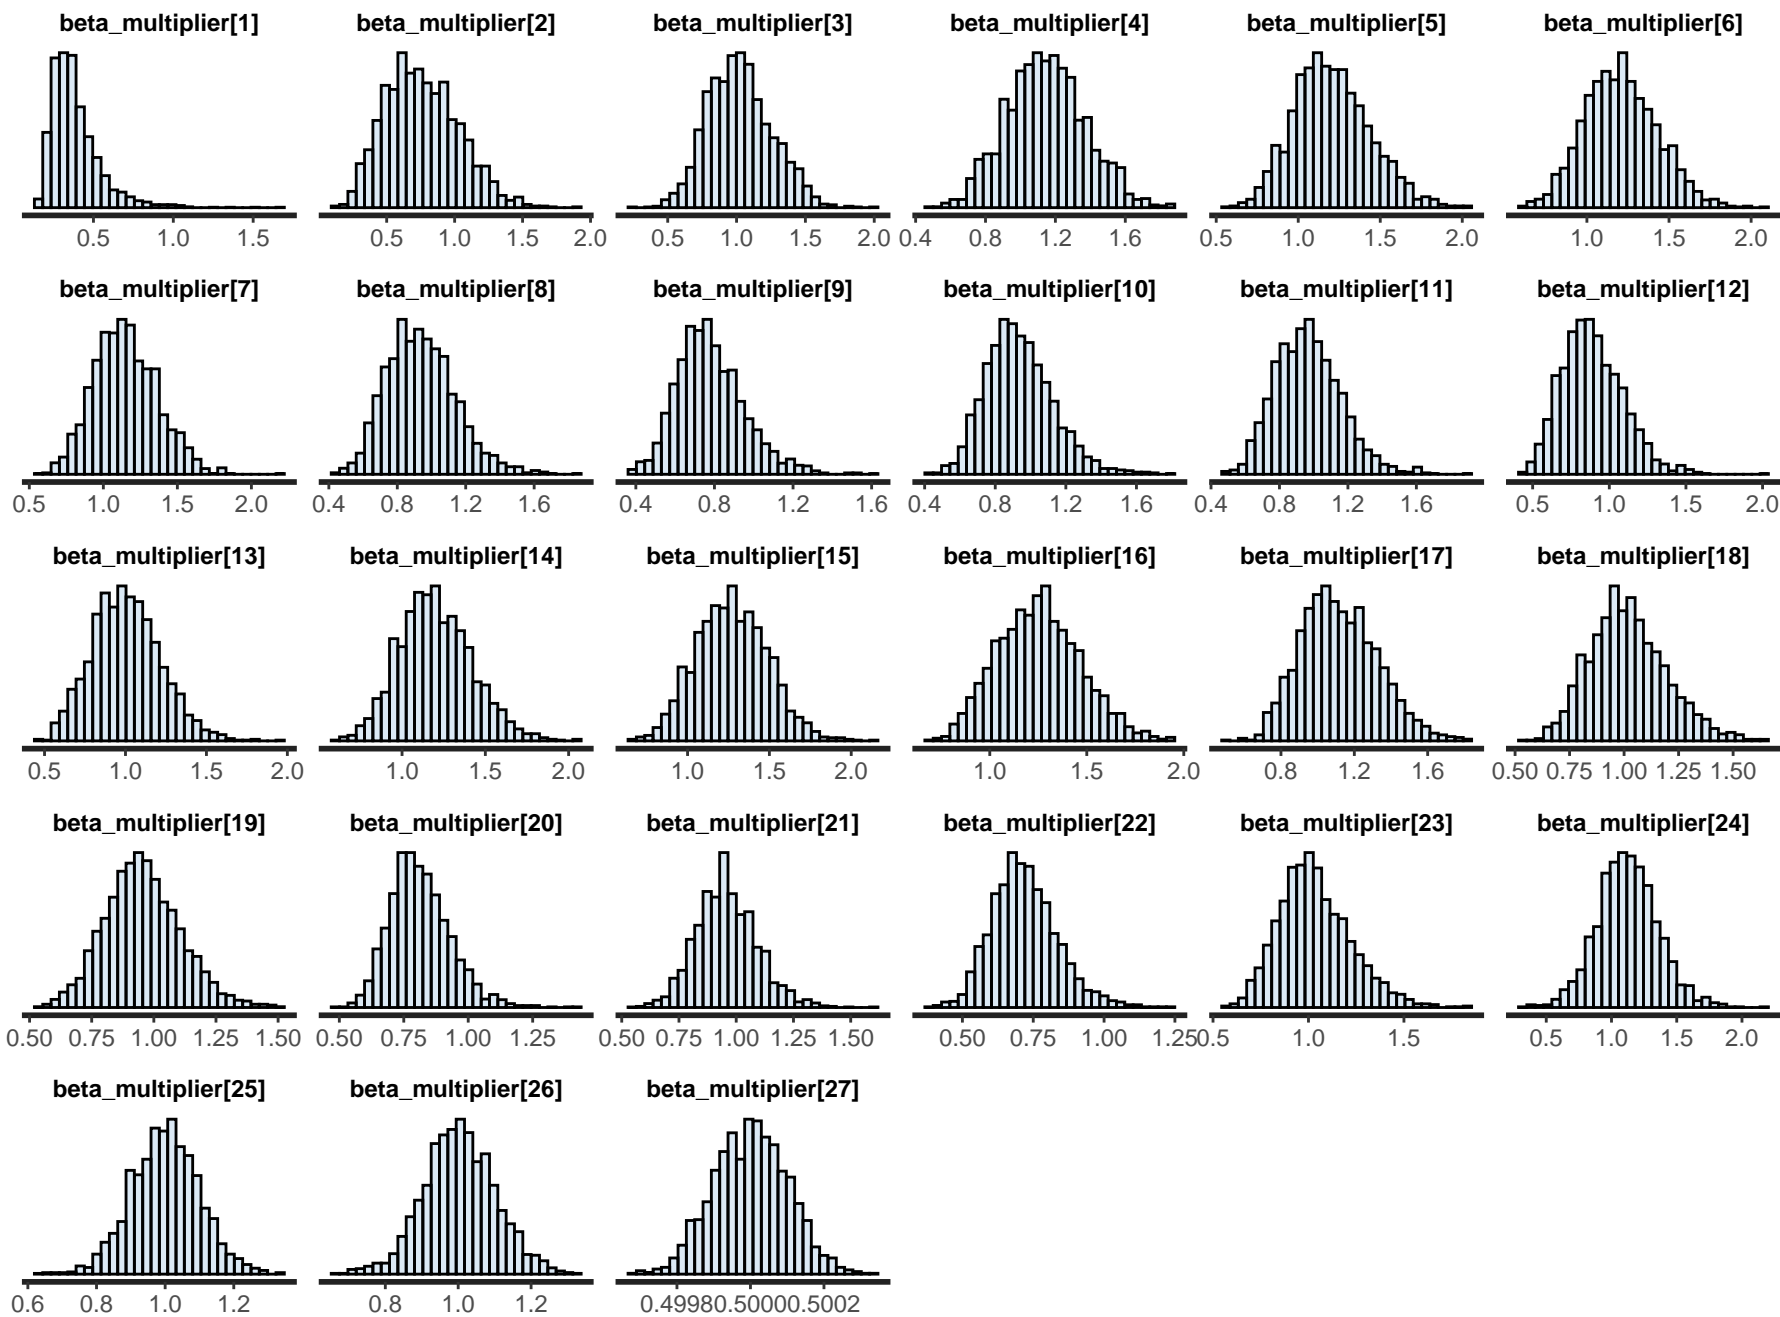 beta_multiplier[1] beta_multiplier[2] beta_multiplier[3] beta_multiplier[4] beta_multiplier[5] beta_multiplier[6]
0.5 1.0 1.5 0.5 1.0 1.5 2.0 0.5 1.0 1.5 2.0 0.4 0.8 1.2 1.6 0.5 1.0 1.5 2.0 1.0 1.5 2.0
beta_multiplier[7] beta_multiplier[8] beta_multiplier[9] beta_multiplier[10] beta_multiplier[11] beta_multiplier[12]
0.5 1.0 1.5 2.0 0.4 0.8 1.2 1.6 0.4 0.8 1.2 1.6 0.4 0.8 1.2 1.6 0.4 0.8 1.2 1.6 0.5 1.0 1.5 2.0
beta_multiplier[13] beta_multiplier[14] beta_multiplier[15] beta_multiplier[16] beta_multiplier[17] beta_multiplier[18]
0.5 1.0 1.5 2.0 1.0 1.5 2.0 1.0 1.5 2.0 1.0 1.5 2.0 0.8 1.2 1.6 0.50 0.75 1.00 1.25 1.50
beta_multiplier[19] beta_multiplier[20] beta_multiplier[21] beta_multiplier[22] beta_multiplier[23] beta_multiplier[24]
0.50 0.75 1.00 1.25 1.50 0.50 0.75 1.00 1.25 0.50 0.75 1.00 1.25 1.50 0.50 0.75 1.00 1.25 0.5 1.0 1.5 0.5 1.0 1.5 2.0
beta_multiplier[25] beta_multiplier[26] beta_multiplier[27]
0.6 0.8 1.0 1.2 0.8 1.0 1.2 0.4998 0.5000 0.5002